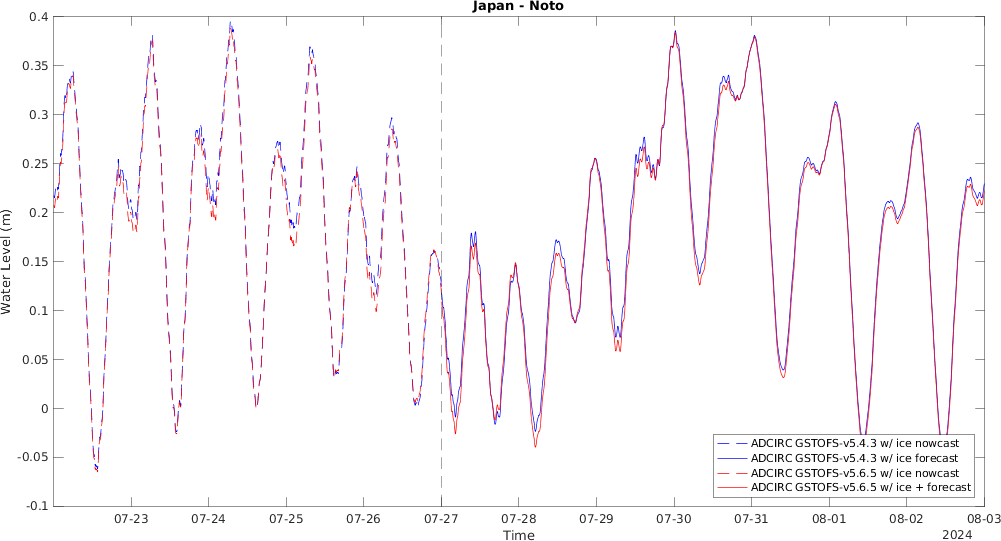 Japan - Noto
0.4
0.35
0.3
0.25
0.2
0.15
0.1
0.05
0
-0.05
-0.1
Water Level (m)
ADCIRC GSTOFS-v5.4.3 w/ ice nowcast
ADCIRC GSTOFS-v5.4.3 w/ ice forecast
ADCIRC GSTOFS-v5.6.5 w/ ice nowcast
ADCIRC GSTOFS-v5.6.5 w/ ice + forecast
07-23 07-24 07-25 07-26 07-27 07-28 07-29 07-30 07-31 08-01 08-02 08-03
Time
2024